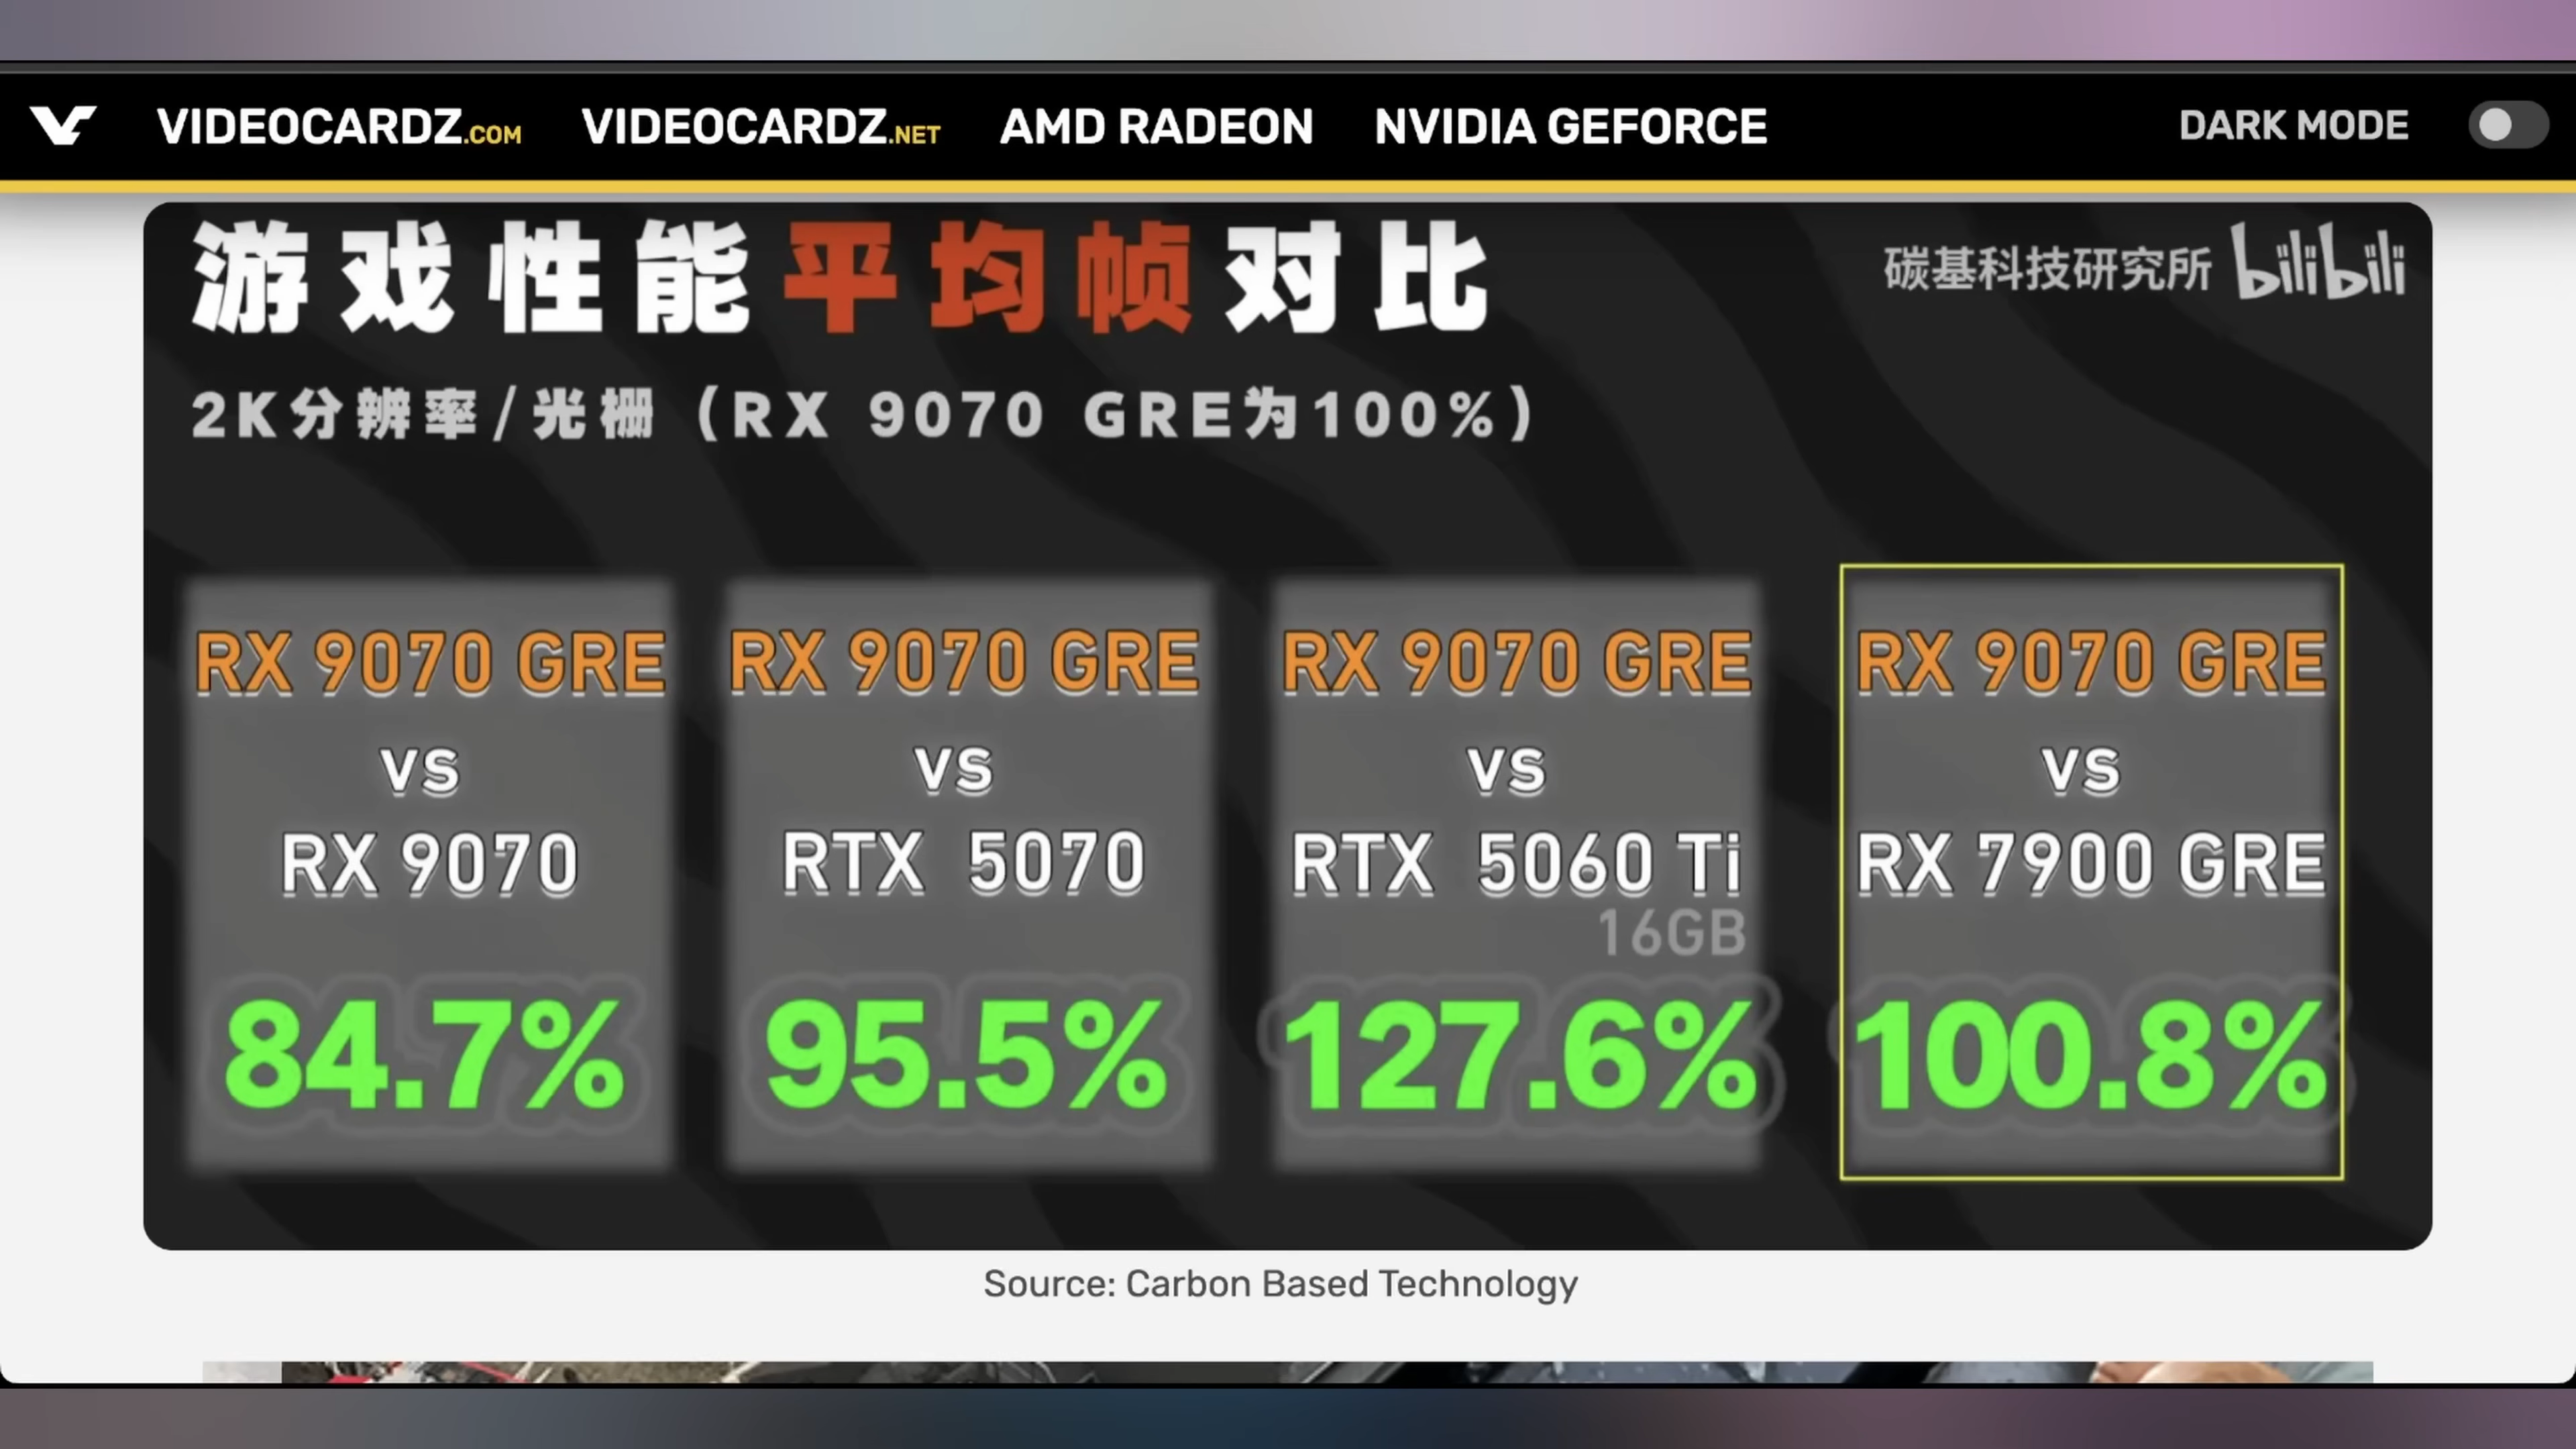 VIDEOCARDZ.COM VIDEOCARDZ.NET AMD RADEON NVIDIA GEFORCE DARK MODE
游戏性能平均帧对比
碳基科技研究所 bilibili
2K分辨率/光栅（RX 9070 GRE为100%）
RX 9070 GRE
VS
RX 9070
84.7%
RX 9070 GRE
VS
RTX 5070
95.5%
RX 9070 GRE
VS
RTX 5060 Ti
16GB
127.6%
RX 9070 GRE
VS
RX 7900 GRE
100.8%
Source: Carbon Based Technology